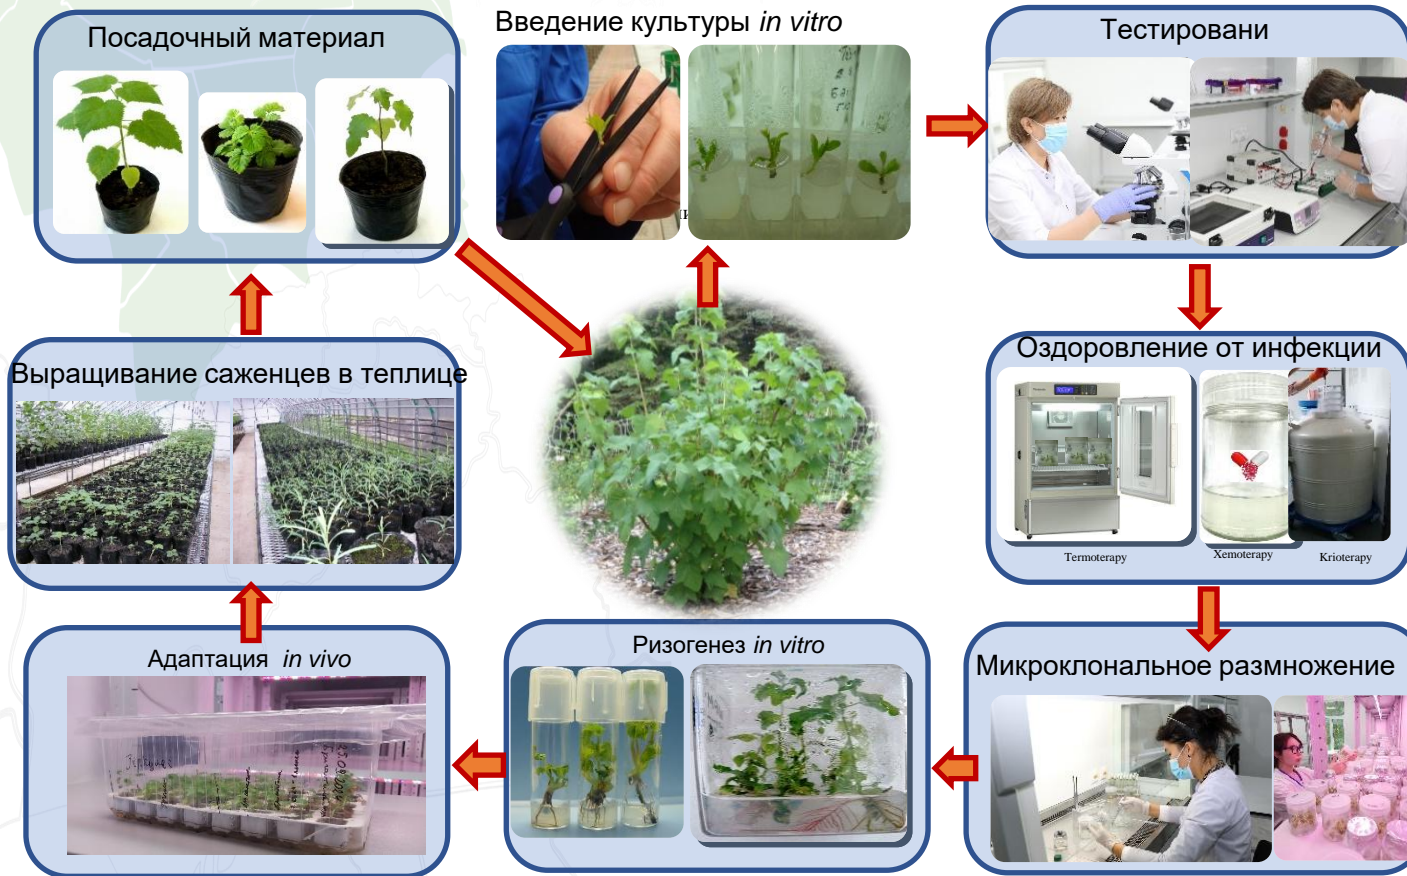 Посадочный материал
Введение культуры in vitro
Тестировани
Оздоровление от инфекции
Termoterapy
Xemoterapy
Krioterapy
Микроклональное размножение
Ризогенез in vitro
Адаптация in vivo
Выращивание саженцев в теплице